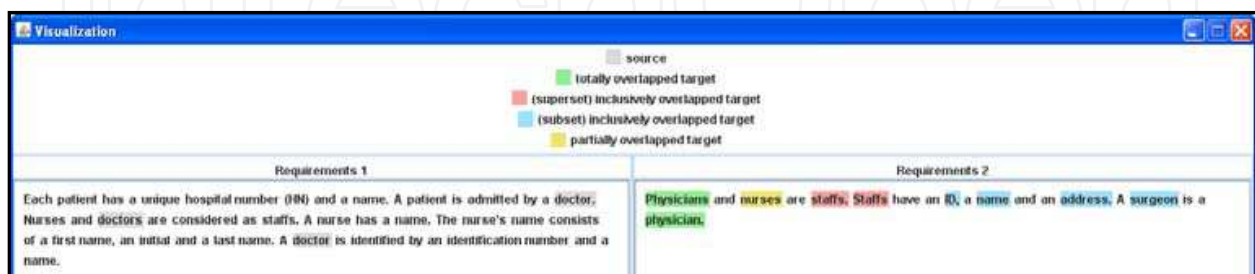 Visualization
source
totally overlapped target
(superset) inclusively overlapped target
(subset) inclusively overlapped target
partially overlapped target
Requirements 1
Each patient has a unique hospital number (HN) and a name. A patient is admitted by a doctor.
Nurses and doctors are considered as staffs. A nurse has a name. The nurse's name consists
of a first name, an initial and a last name. A doctor is identified by an identification number and a
name.
Requirements 2
Physicians and nurses are staffs. Staffs have an ID, a name and an address. A surgeon is a
physician.